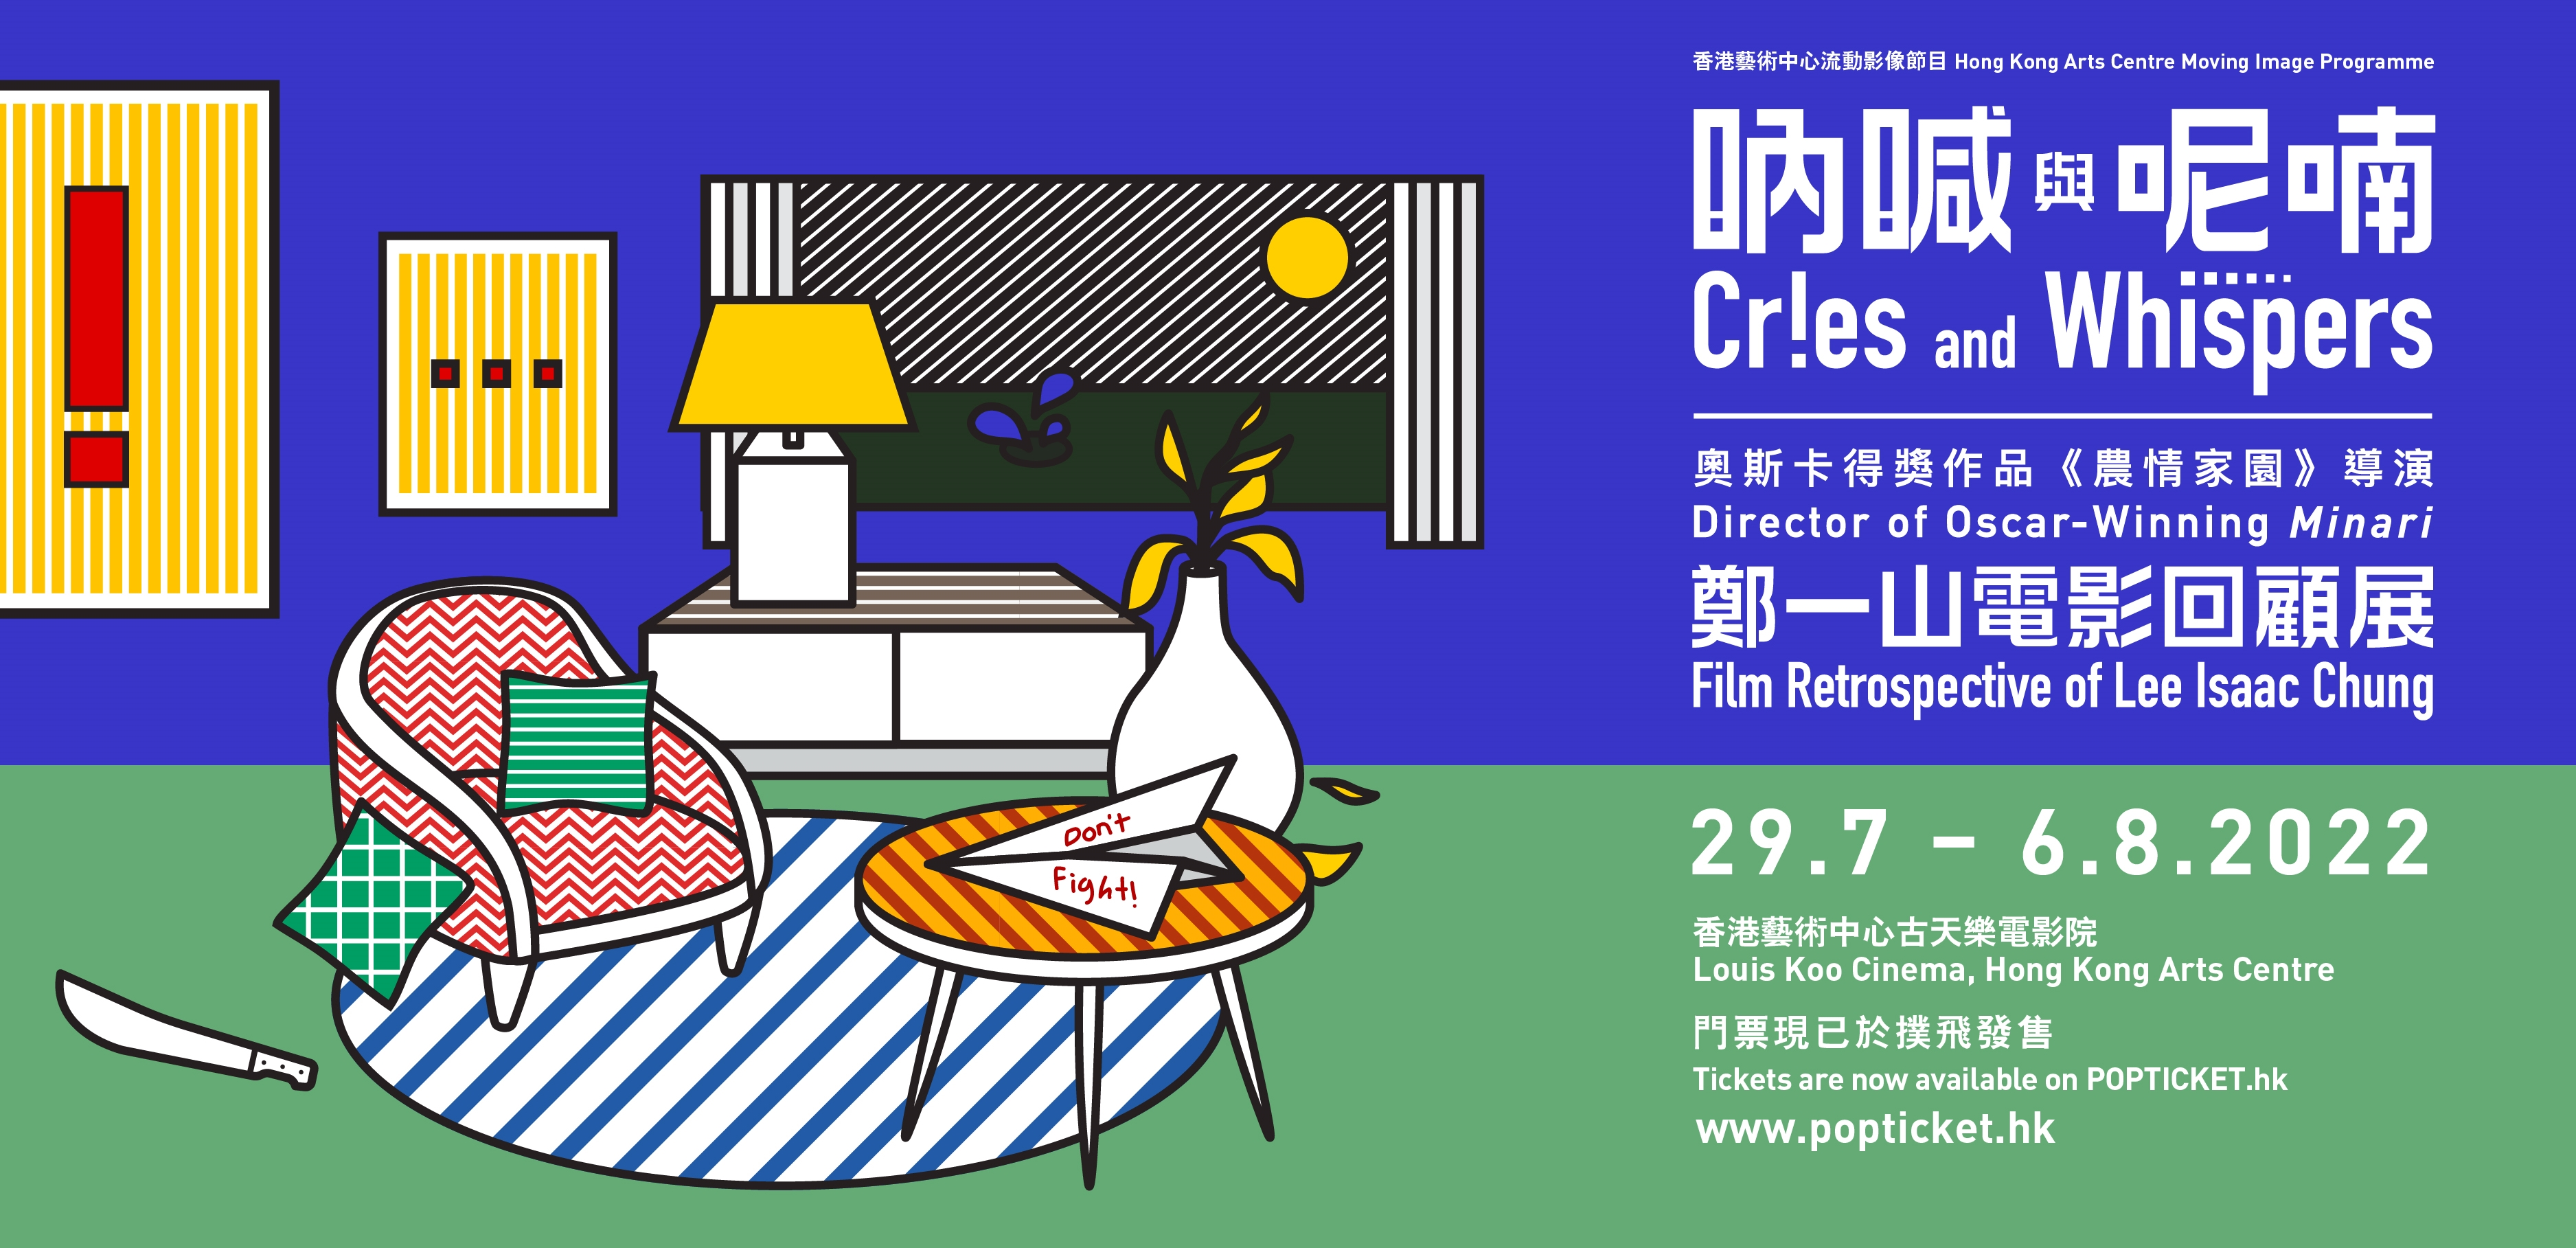 香港藝術中心流動影像節目 Hong Kong Arts Centre Moving Image Programme
吶喊與呢喃
Cr!es and Whispers
奧斯卡得獎作品《農情家園》導演
Director of Oscar-Winning Minari
鄭一山電影回顧展
Film Retrospective of Lee Isaac Chung
29.7 – 6.8.2022
香港藝術中心古天樂電影院
Louis Koo Cinema, Hong Kong Arts Centre
門票現已於撲飛發售
Tickets are now available on POPTICKET.hk
www.popticket.hk
Don't
Fight!